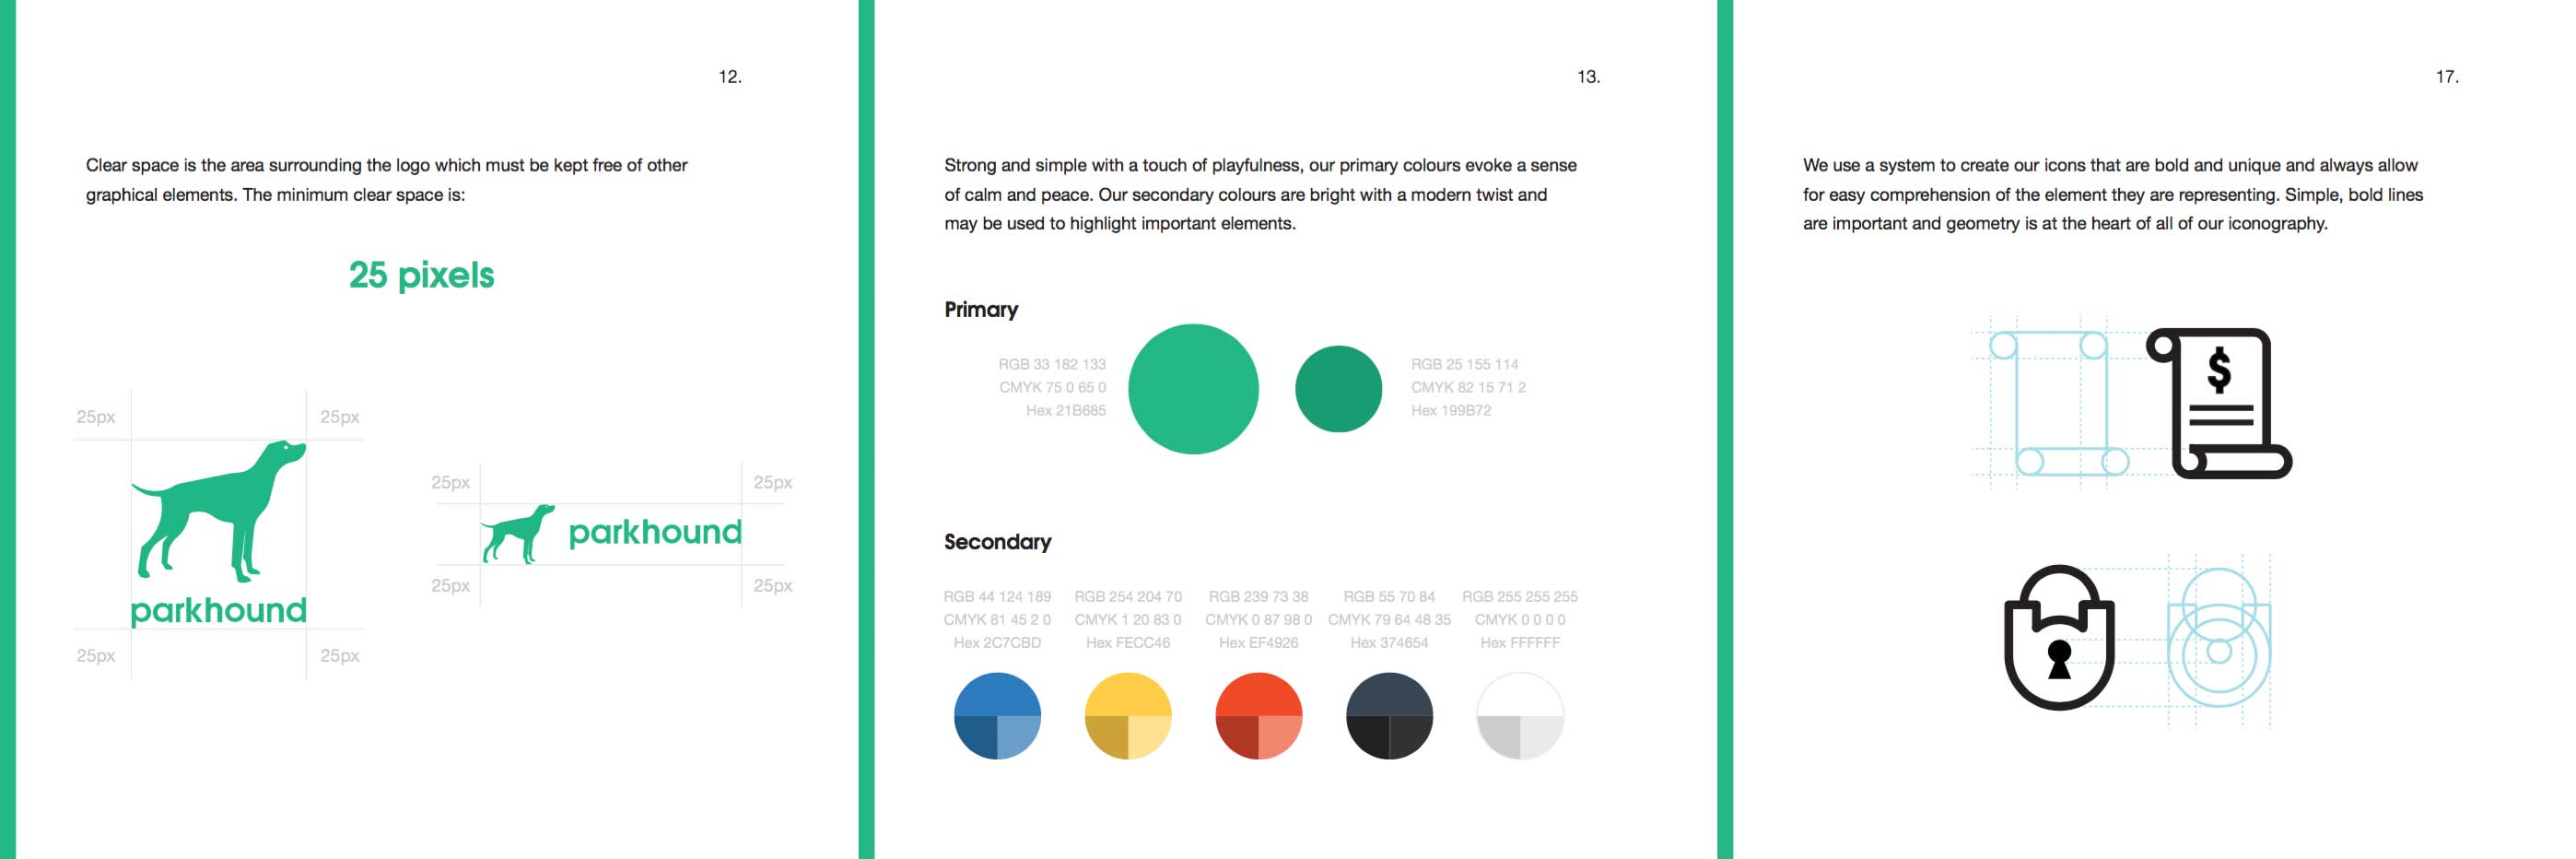 12.
Clear space is the area surrounding the logo which must be kept free of other
graphical elements. The minimum clear space is:
25 pixels
25px
25px
parkhound
25px
25px
25px
25px
parkhound
25px
25px
13.
Strong and simple with a touch of playfulness, our primary colours evoke a sense
of calm and peace. Our secondary colours are bright with a modern twist and
may be used to highlight important elements.
Primary
RGB 33 182 133
CMYK 75 0 65 0
Hex 21B685
RGB 25 155 114
CMYK 82 15 71 2
Hex 199B72
Secondary
RGB 44 124 189
CMYK 81 45 2 0
Hex 2C7CBD
RGB 254 204 70
CMYK 1 20 83 0
Hex FECC46
RGB 239 73 38
CMYK 0 87 98 0
Hex EF4926
RGB 55 70 84
CMYK 79 64 48 35
Hex 374654
RGB 255 255 255
CMYK 0 0 0 0
Hex FFFFFF
17.
We use a system to create our icons that are bold and unique and always allow
for easy comprehension of the element they are representing. Simple, bold lines
are important and geometry is at the heart of all of our iconography.
$